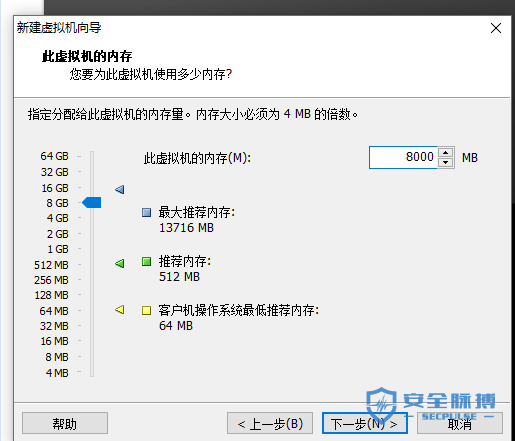 新建虚拟机向导
此虚拟机的内存
您要为此虚拟机使用多少内存?
指定分配给此虚拟机的内存量。内存大小必须为 4 MB 的倍数。
此虚拟机的内存(M): 8000 MB
64 GB
32 GB
16 GB
8 GB
4 GB
2 GB
1 GB
512 MB
256 MB
128 MB
64 MB
32 MB
16 MB
8 MB
4 MB
最大推荐内存:
13716 MB
推荐内存:
512 MB
客户机操作系统最低推荐内存:
64 MB
安全脉搏
SECPULSE
帮助 < 上一步(B) 下一步(N) > 取消